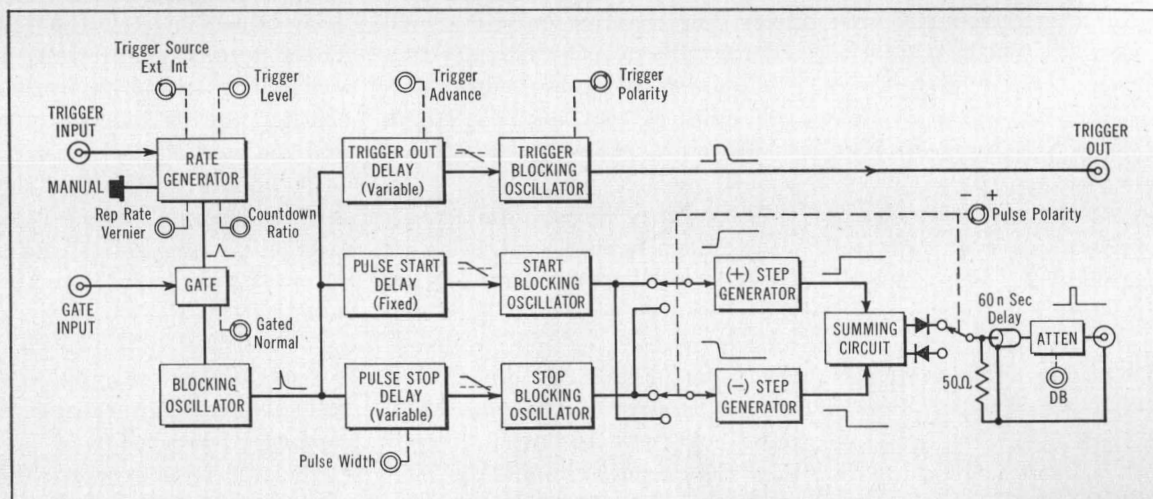 Trigger Source
Ext Int
Trigger
Level
Trigger
Advance
Trigger
Polarity
TRIGGER
INPUT
RATE
GENERATOR
TRIGGER OUT
DELAY
(Variable)
TRIGGER
BLOCKING
OSCILLATOR
TRIGGER
OUT
MANUAL
Rep Rate
Vernier
Countdown
Ratio
+
Pulse Polarity
GATE
INPUT
GATE
PULSE START
DELAY
(Fixed)
START
BLOCKING
OSCILLATOR
(+) STEP
GENERATOR
Gated
Normal
SUMMING
CIRCUIT
60 n Sec
Delay
ATTEN
BLOCKING
OSCILLATOR
PULSE STOP
DELAY
(Variable)
STOP
BLOCKING
OSCILLATOR
(−) STEP
GENERATOR
50Ω
DB
Pulse Width